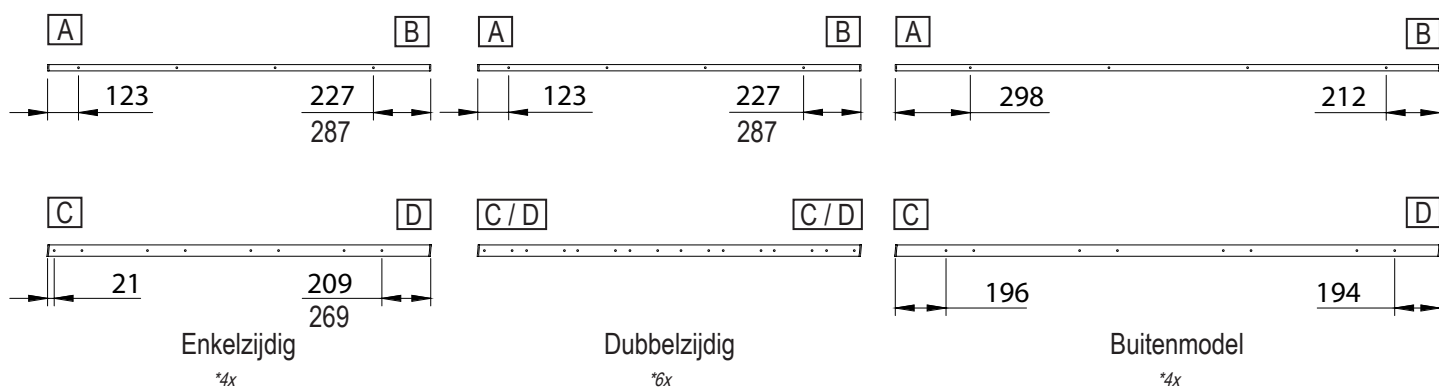 A B A B A B
123 227 123 227 298 212
287 287
C D C / D C / D C D
21 209 196 194
269
Enkelzijdig Dubbelzijdig Buitenmodel
*4x *6x *4x